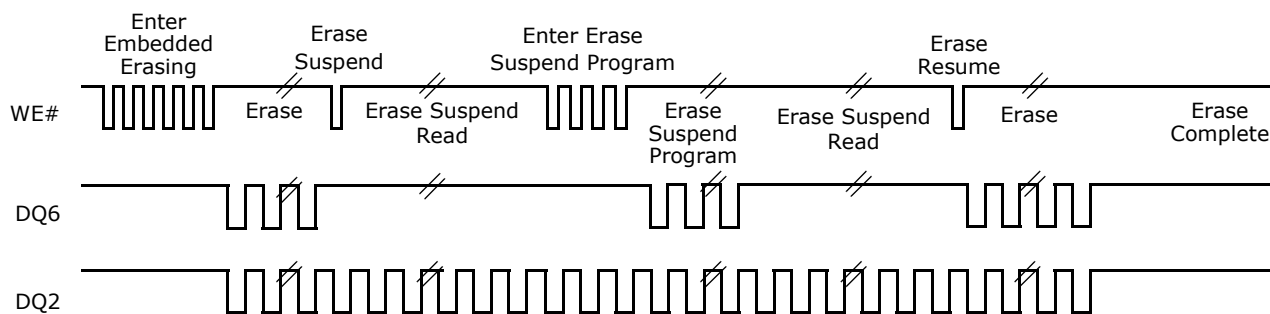 Enter
Embedded
Erasing
Erase
Suspend
Enter Erase
Suspend Program
Erase
Resume
WE#
Erase
Erase Suspend
Read
Erase
Suspend
Program
Erase Suspend
Read
Erase
Erase
Complete
DQ6
DQ2